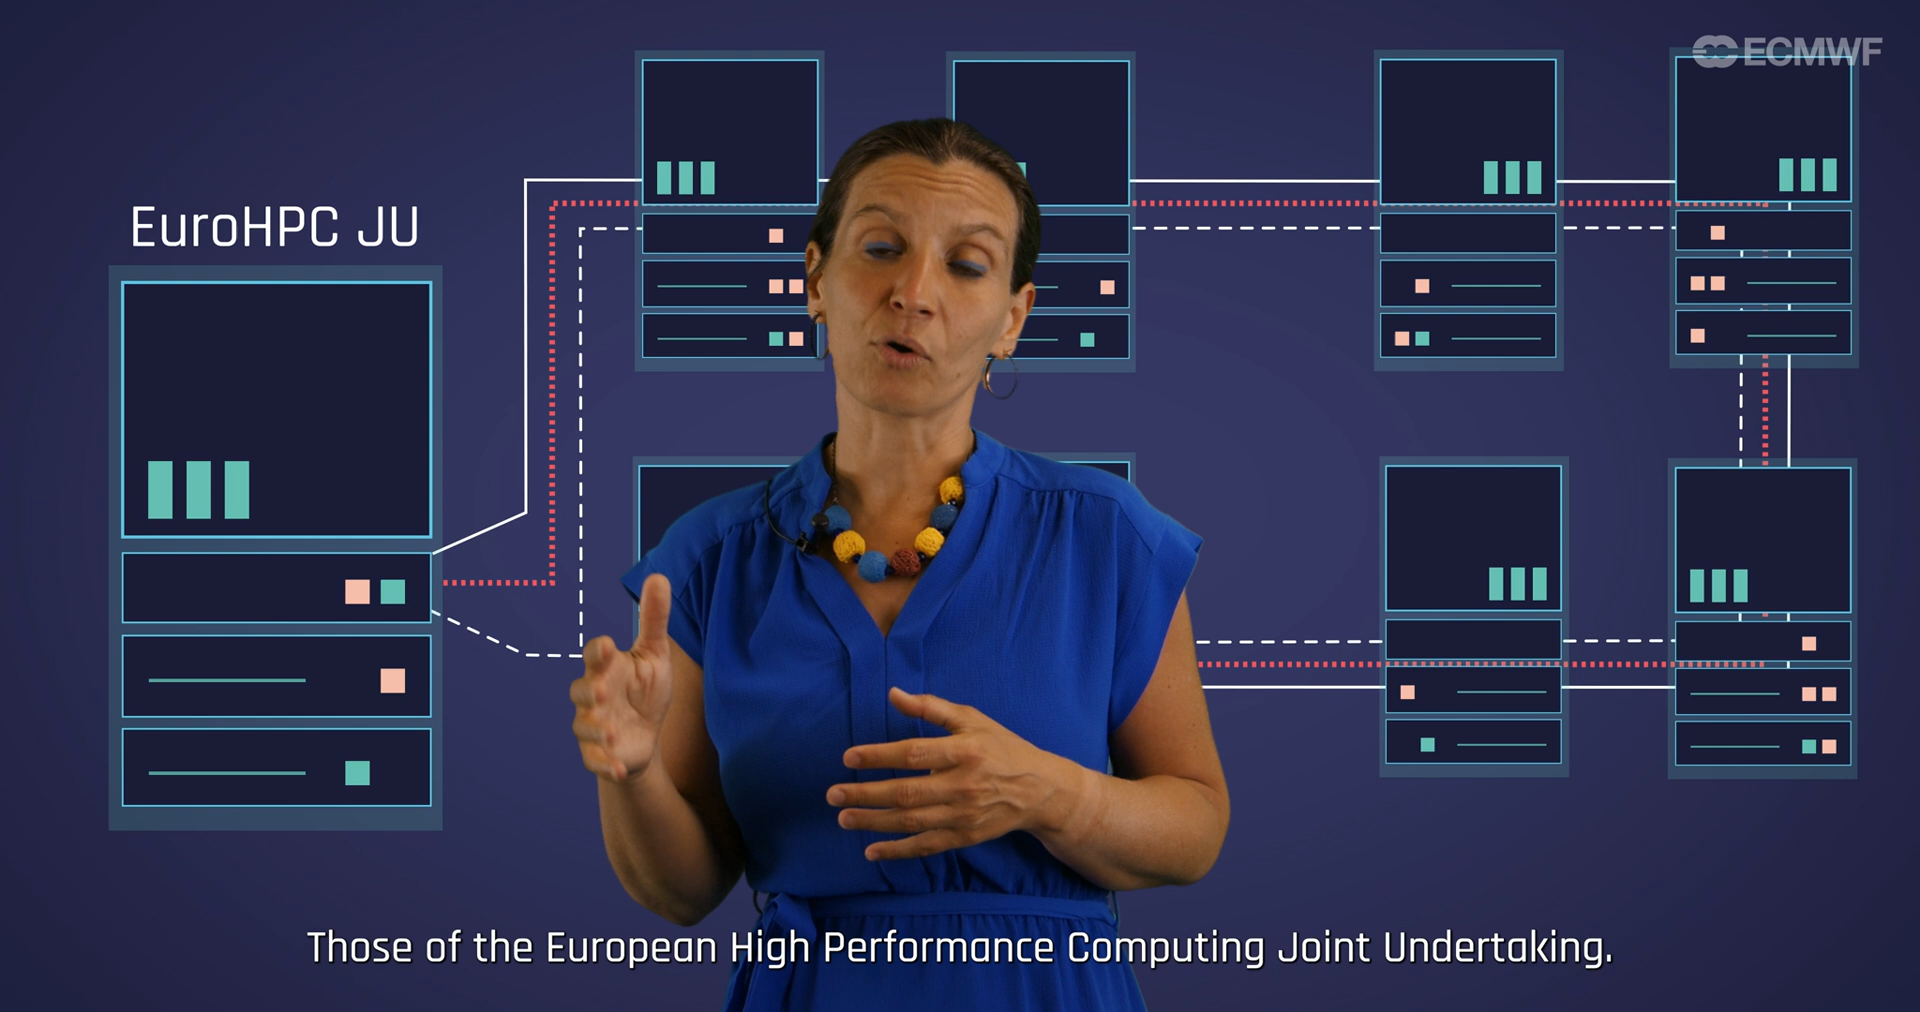 ECMWF
EuroHPC JU
Those of the European High Performance Computing Joint Undertaking.